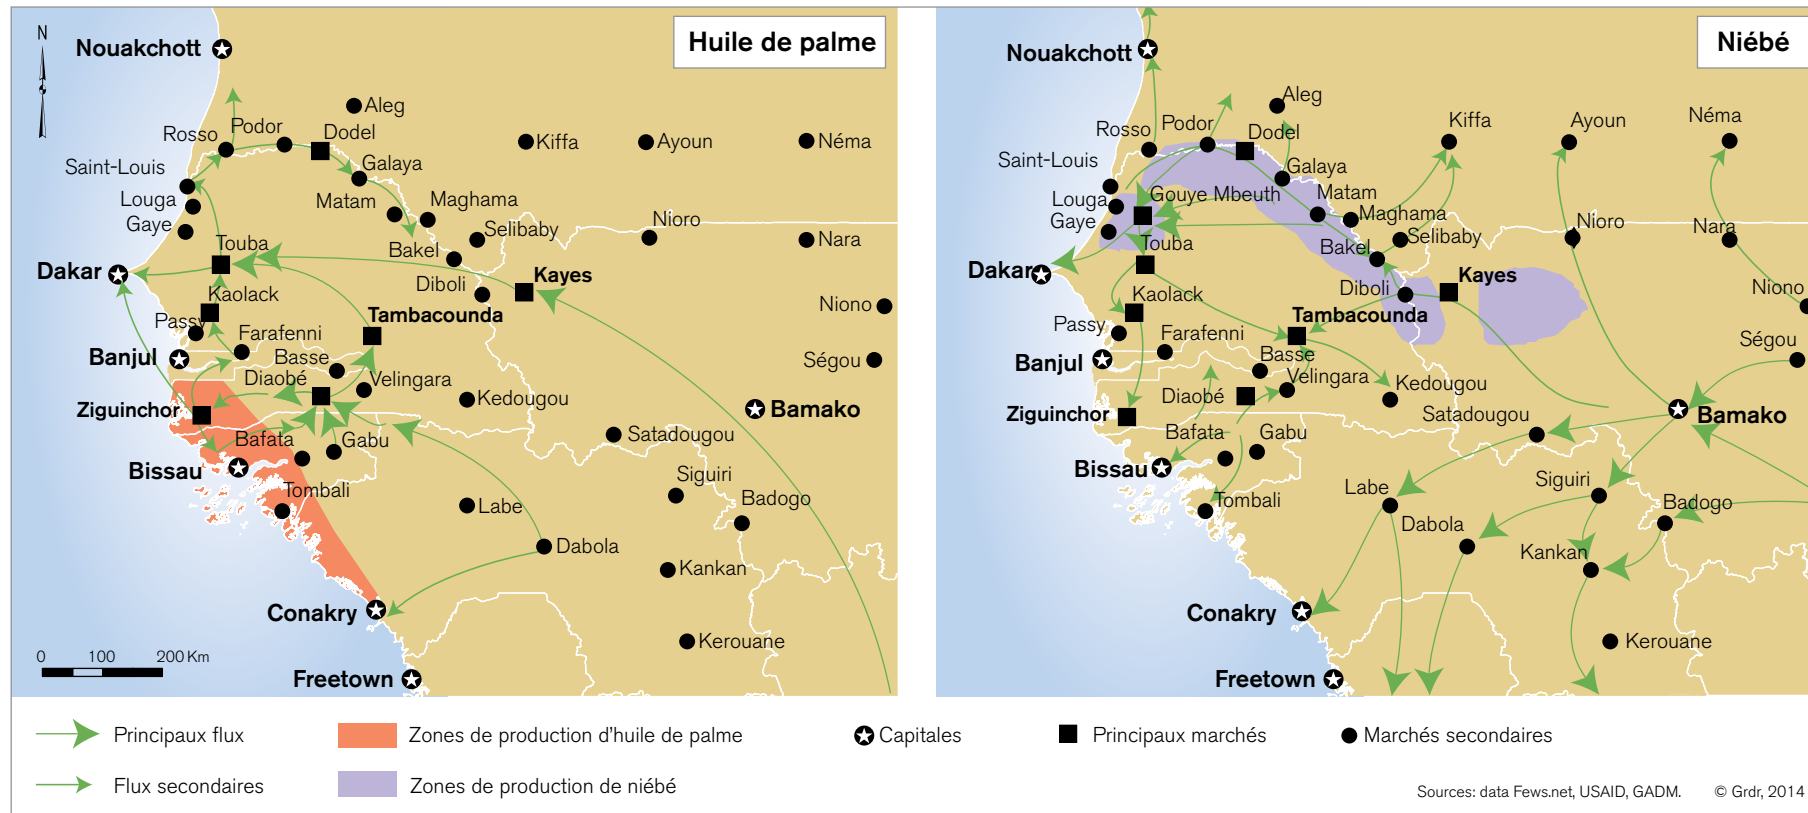 N
Huile de palme
Nouakchott
Aleg
Rosso
Podor
Dodel
Kiffa
Ayoun
Néma
Saint-Louis
Galaya
Louga
Matam
Maghama
Gaye
Nioro
Selibaby
Nara
Touba
Bakel
Dakar
Diboli
Kayes
Kaolack
Niono
Passy
Farafenni
Tambacounda
Banjul
Basse
Ségou
Diaobé
Velingara
Kedougou
Ziguinchor
Bamako
Bafata
Gabu
Satadougou
Bissau
Tombali
Siguiri
Labe
Badogo
Dabola
Kankan
Conakry
Kerouane
0 100 200 Km
Freetown
Niébé
Nouakchott
Aleg
Rosso
Podor
Dodel
Kiffa
Ayoun
Néma
Saint-Louis
Galaya
Louga
Gouye Mbeuth
Matam
Gaye
Maghama
Nioro
Nara
Touba
Bakel
Selibaby
Dakar
Diboli
Kayes
Kaolack
Niono
Passy
Farafenni
Tambacounda
Ségou
Banjul
Basse
Velingara
Diaobé
Kedougou
Ziguinchor
Satadougou
Bamako
Bafata
Gabu
Bissau
Tombali
Labe
Siguiri
Dabola
Badogo
Kankan
Conakry
Kerouane
Freetown
Principaux flux
Zones de production d'huile de palme
Capitales
Principaux marchés
Marchés secondaires
Flux secondaires
Zones de production de niébé
Sources: data Fews.net, USAID, GADM. © Grdr, 2014